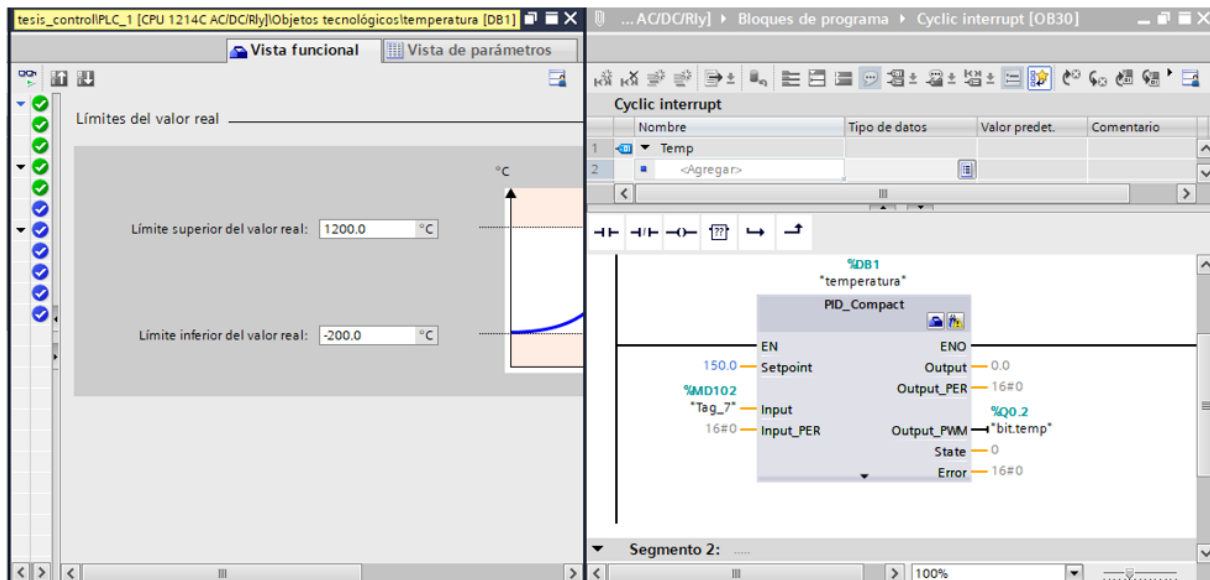 tesis_control\PLC_1 [CPU 1214C AC/DC/Rly]\Objetos tecnológicos\temperatura [DB1]
Vista funcional
Vista de parámetros
Límites del valor real
°C
Límite superior del valor real: 1200.0 °C
Límite inferior del valor real: -200.0 °C
... AC/DC/Rly] Bloques de programa Cyclic interrupt [OB30]
Cyclic interrupt
Nombre Tipo de datos Valor predet. Comentario
1 Temp
2 <Agregar>
??
%DB1
"temperatura"
PID_Compact
EN ENO
150.0 Setpoint Output 0.0
Output_PER 16#0
%MD102
"Tag_7" Input
%Q0.2
16#0 Input_PER Output_PWM "bit.temp"
State 0
Error 16#0
Segmento 2: .....
100%